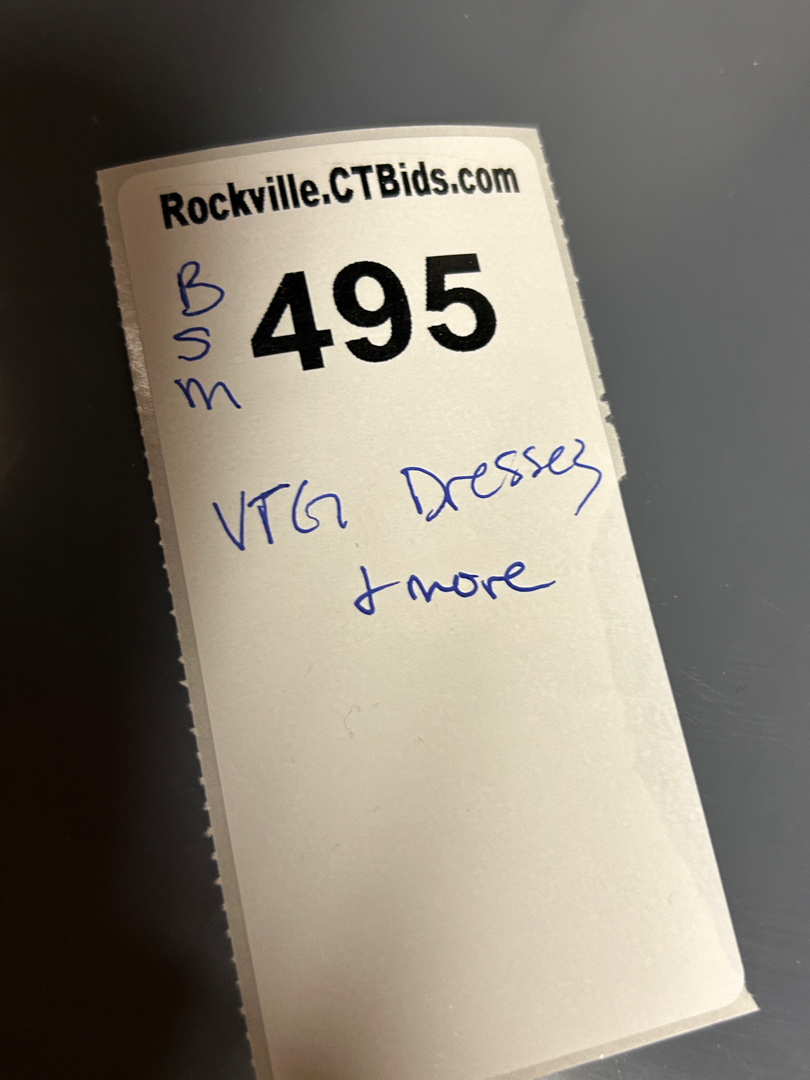 Rockville.CTBids.com
B
S
m
495
VTG Dresses
+ more